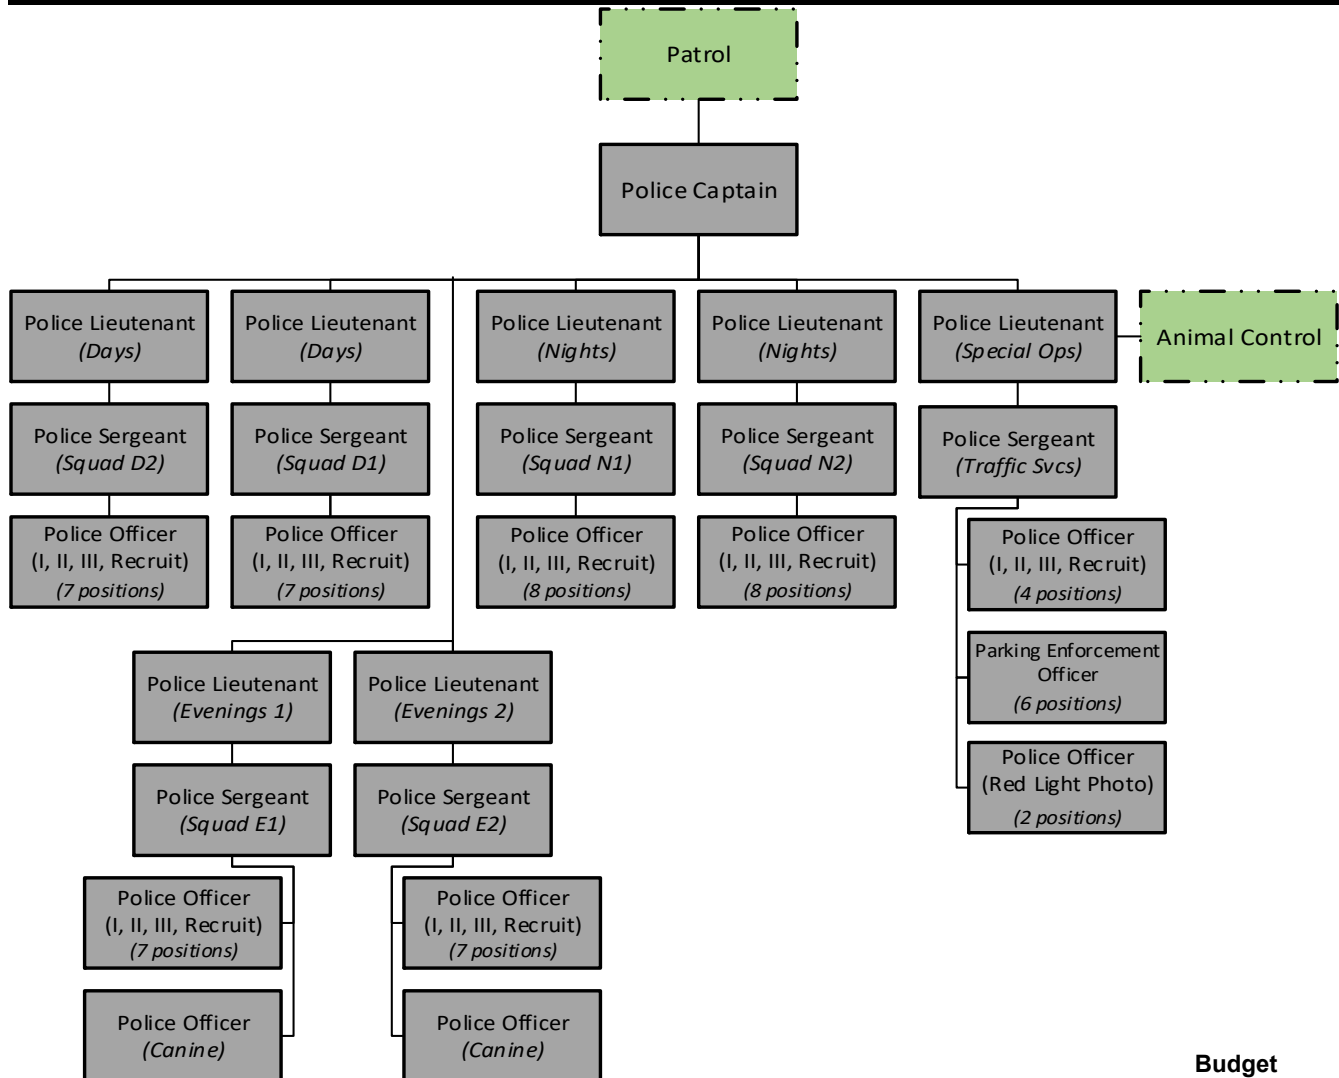 Patrol
Police Captain
Police Lieutenant
(Days)
Police Lieutenant
(Days)
Police Lieutenant
(Nights)
Police Lieutenant
(Nights)
Police Lieutenant
(Special Ops)
Animal Control
Police Sergeant
(Squad D2)
Police Sergeant
(Squad D1)
Police Sergeant
(Squad N1)
Police Sergeant
(Squad N2)
Police Sergeant
(Traffic Svcs)
Police Officer
(I, II, III, Recruit)
(7 positions)
Police Officer
(I, II, III, Recruit)
(7 positions)
Police Officer
(I, II, III, Recruit)
(8 positions)
Police Officer
(I, II, III, Recruit)
(8 positions)
Police Officer
(I, II, III, Recruit)
(4 positions)
Parking Enforcement
Officer
(6 positions)
Police Officer
(Red Light Photo)
(2 positions)
Police Lieutenant
(Evenings 1)
Police Lieutenant
(Evenings 2)
Police Sergeant
(Squad E1)
Police Sergeant
(Squad E2)
Police Officer
(I, II, III, Recruit)
(7 positions)
Police Officer
(I, II, III, Recruit)
(7 positions)
Police Officer
(Canine)
Police Officer
(Canine)
Budget